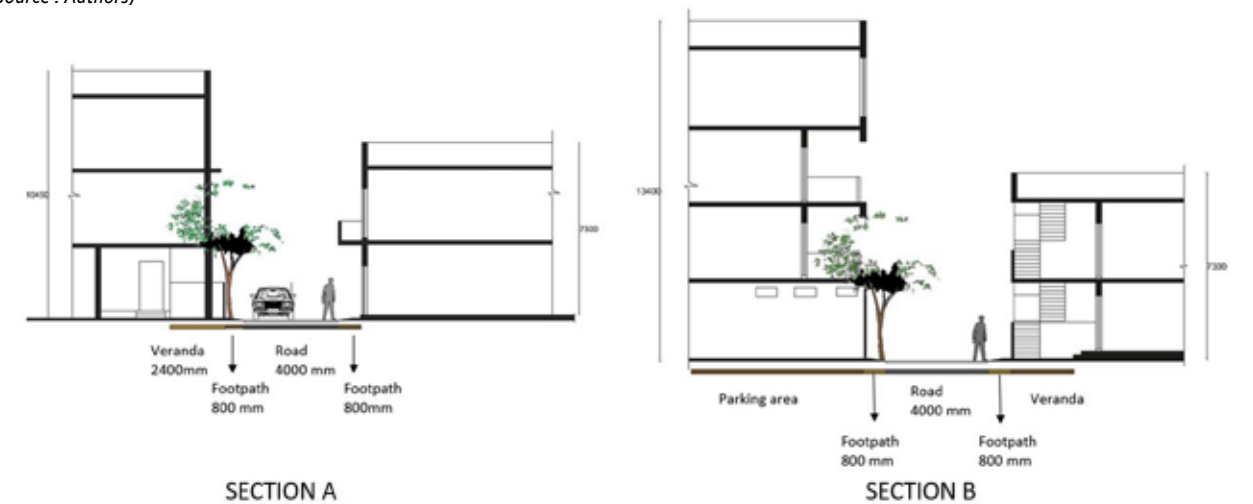 Source : Authors)
10450
7300
Veranda
2400mm
Road
4000 mm
Footpath
800 mm
Footpath
800mm
SECTION A
13400
7300
Parking area
Road
4000 mm
Veranda
Footpath
800 mm
Footpath
800 mm
SECTION B